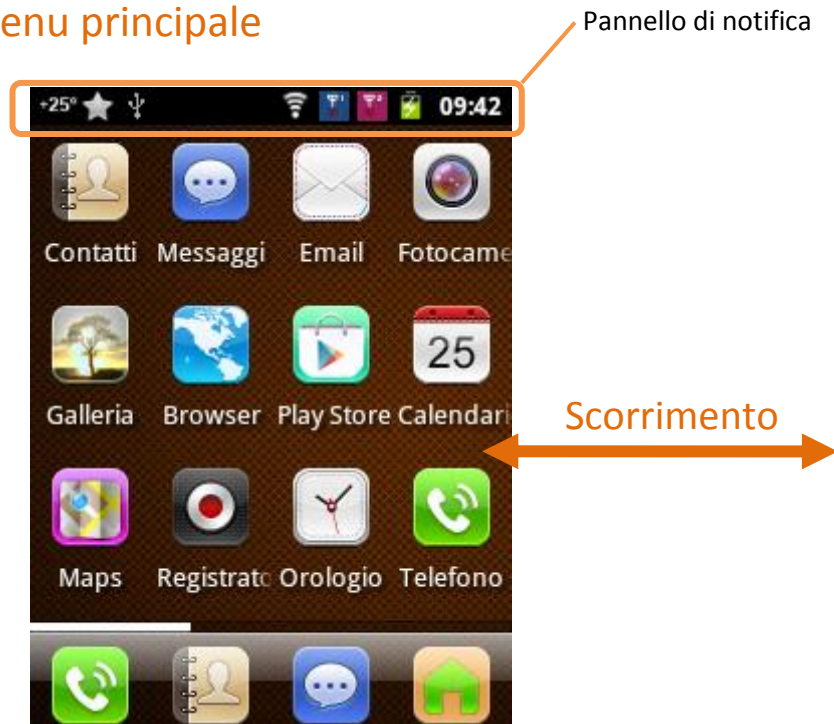 enu principale
Pannello di notifica
+25° 09:42
Contatti Messaggi Email Fotocame
25
Galleria Browser Play Store Calendari
Scorrimento
Maps Registrato Orologio Telefono